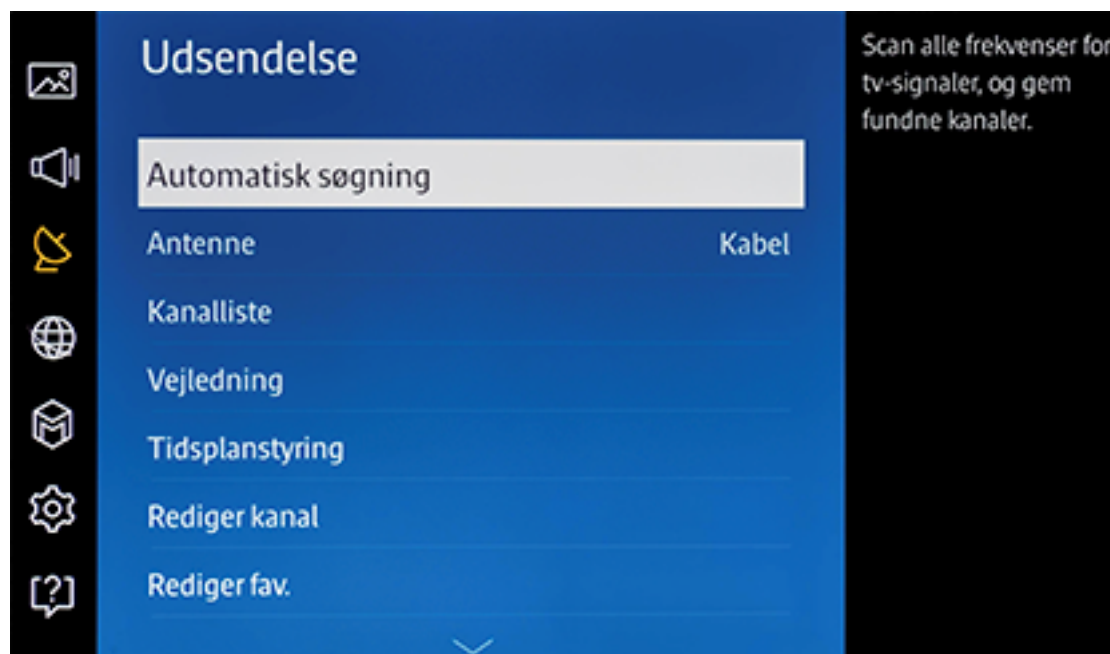 Udsendelse
Automatisk søgning
Antenne Kabel
Kanalliste
Vejledning
Tidsplanstyring
Rediger kanal
Rediger fav.
Scan alle frekvenser for
tv-signaler, og gem
fundne kanaler.